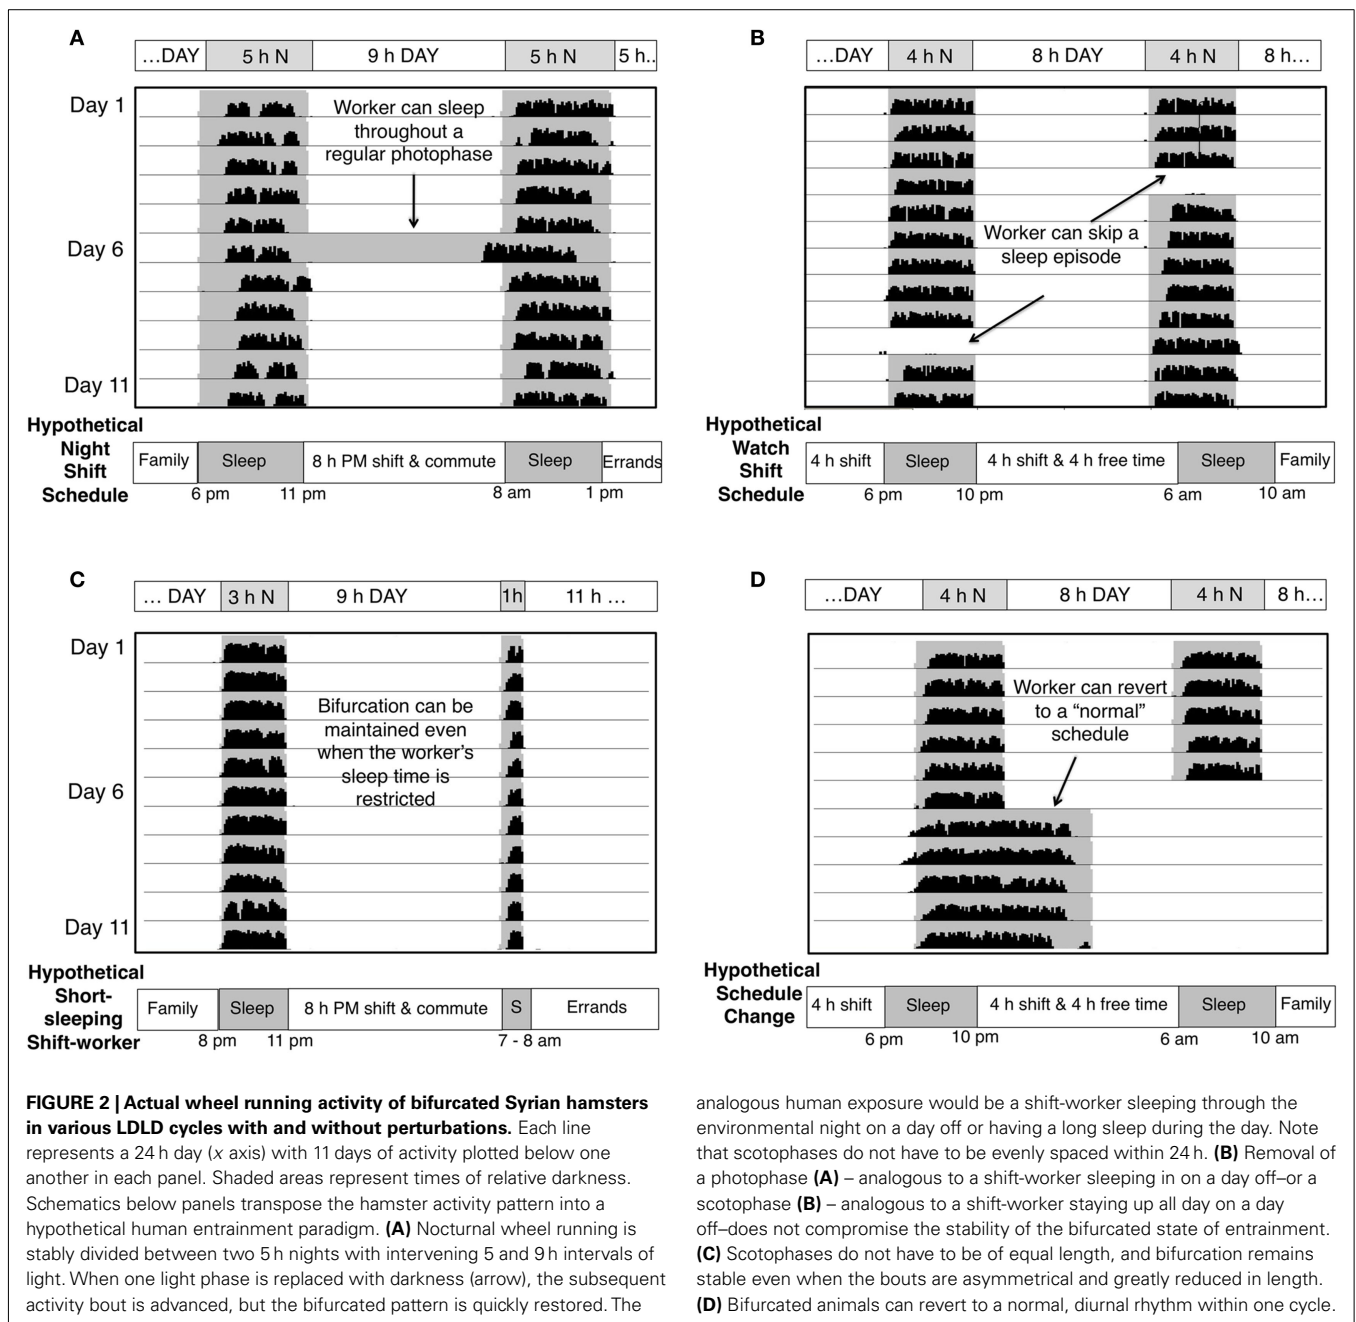 A
…DAY 5 h N 9 h DAY 5 h N 5 h..
Day 1
Worker can sleep
throughout a
regular photophase
Day 6
Day 11
Hypothetical
Night
Shift
Schedule
Family Sleep 8 h PM shift & commute Sleep Errands
6 pm 11 pm 8 am 1 pm
B
…DAY 4 h N 8 h DAY 4 h N 8 h…
Worker can skip a
sleep episode
Hypothetical
Watch
Shift
Schedule
4 h shift Sleep 4 h shift & 4 h free time Sleep Family
6 pm 10 pm 6 am 10 am
C
… DAY 3 h N 9 h DAY 1h 11 h …
Day 1
Bifurcation can be
maintained even
when the worker's
sleep time is
restricted
Day 6
Day 11
Hypothetical
Short-
sleeping
Shift-worker
Family Sleep 8 h PM shift & commute S Errands
8 pm 11 pm 7 - 8 am
D
…DAY 4 h N 8 h DAY 4 h N 8 h…
Worker can revert
to a “normal”
schedule
Hypothetical
Schedule
Change
4 h shift Sleep 4 h shift & 4 h free time Sleep Family
6 pm 10 pm 6 am 10 am
FIGURE 2 | Actual wheel running activity of bifurcated Syrian hamsters
in various LDLD cycles with and without perturbations. Each line
represents a 24 h day (x axis) with 11 days of activity plotted below one
another in each panel. Shaded areas represent times of relative darkness.
Schematics below panels transpose the hamster activity pattern into a
hypothetical human entrainment paradigm. (A) Nocturnal wheel running is
stably divided between two 5 h nights with intervening 5 and 9 h intervals of
light. When one light phase is replaced with darkness (arrow), the subsequent
activity bout is advanced, but the bifurcated pattern is quickly restored. The
analogous human exposure would be a shift-worker sleeping through the
environmental night on a day off or having a long sleep during the day. Note
that scotophases do not have to be evenly spaced within 24 h. (B) Removal of
a photophase (A) – analogous to a shift-worker sleeping in on a day off–or a
scotophase (B) – analogous to a shift-worker staying up all day on a day
off–does not compromise the stability of the bifurcated state of entrainment.
(C) Scotophases do not have to be of equal length, and bifurcation remains
stable even when the bouts are asymmetrical and greatly reduced in length.
(D) Bifurcated animals can revert to a normal, diurnal rhythm within one cycle.